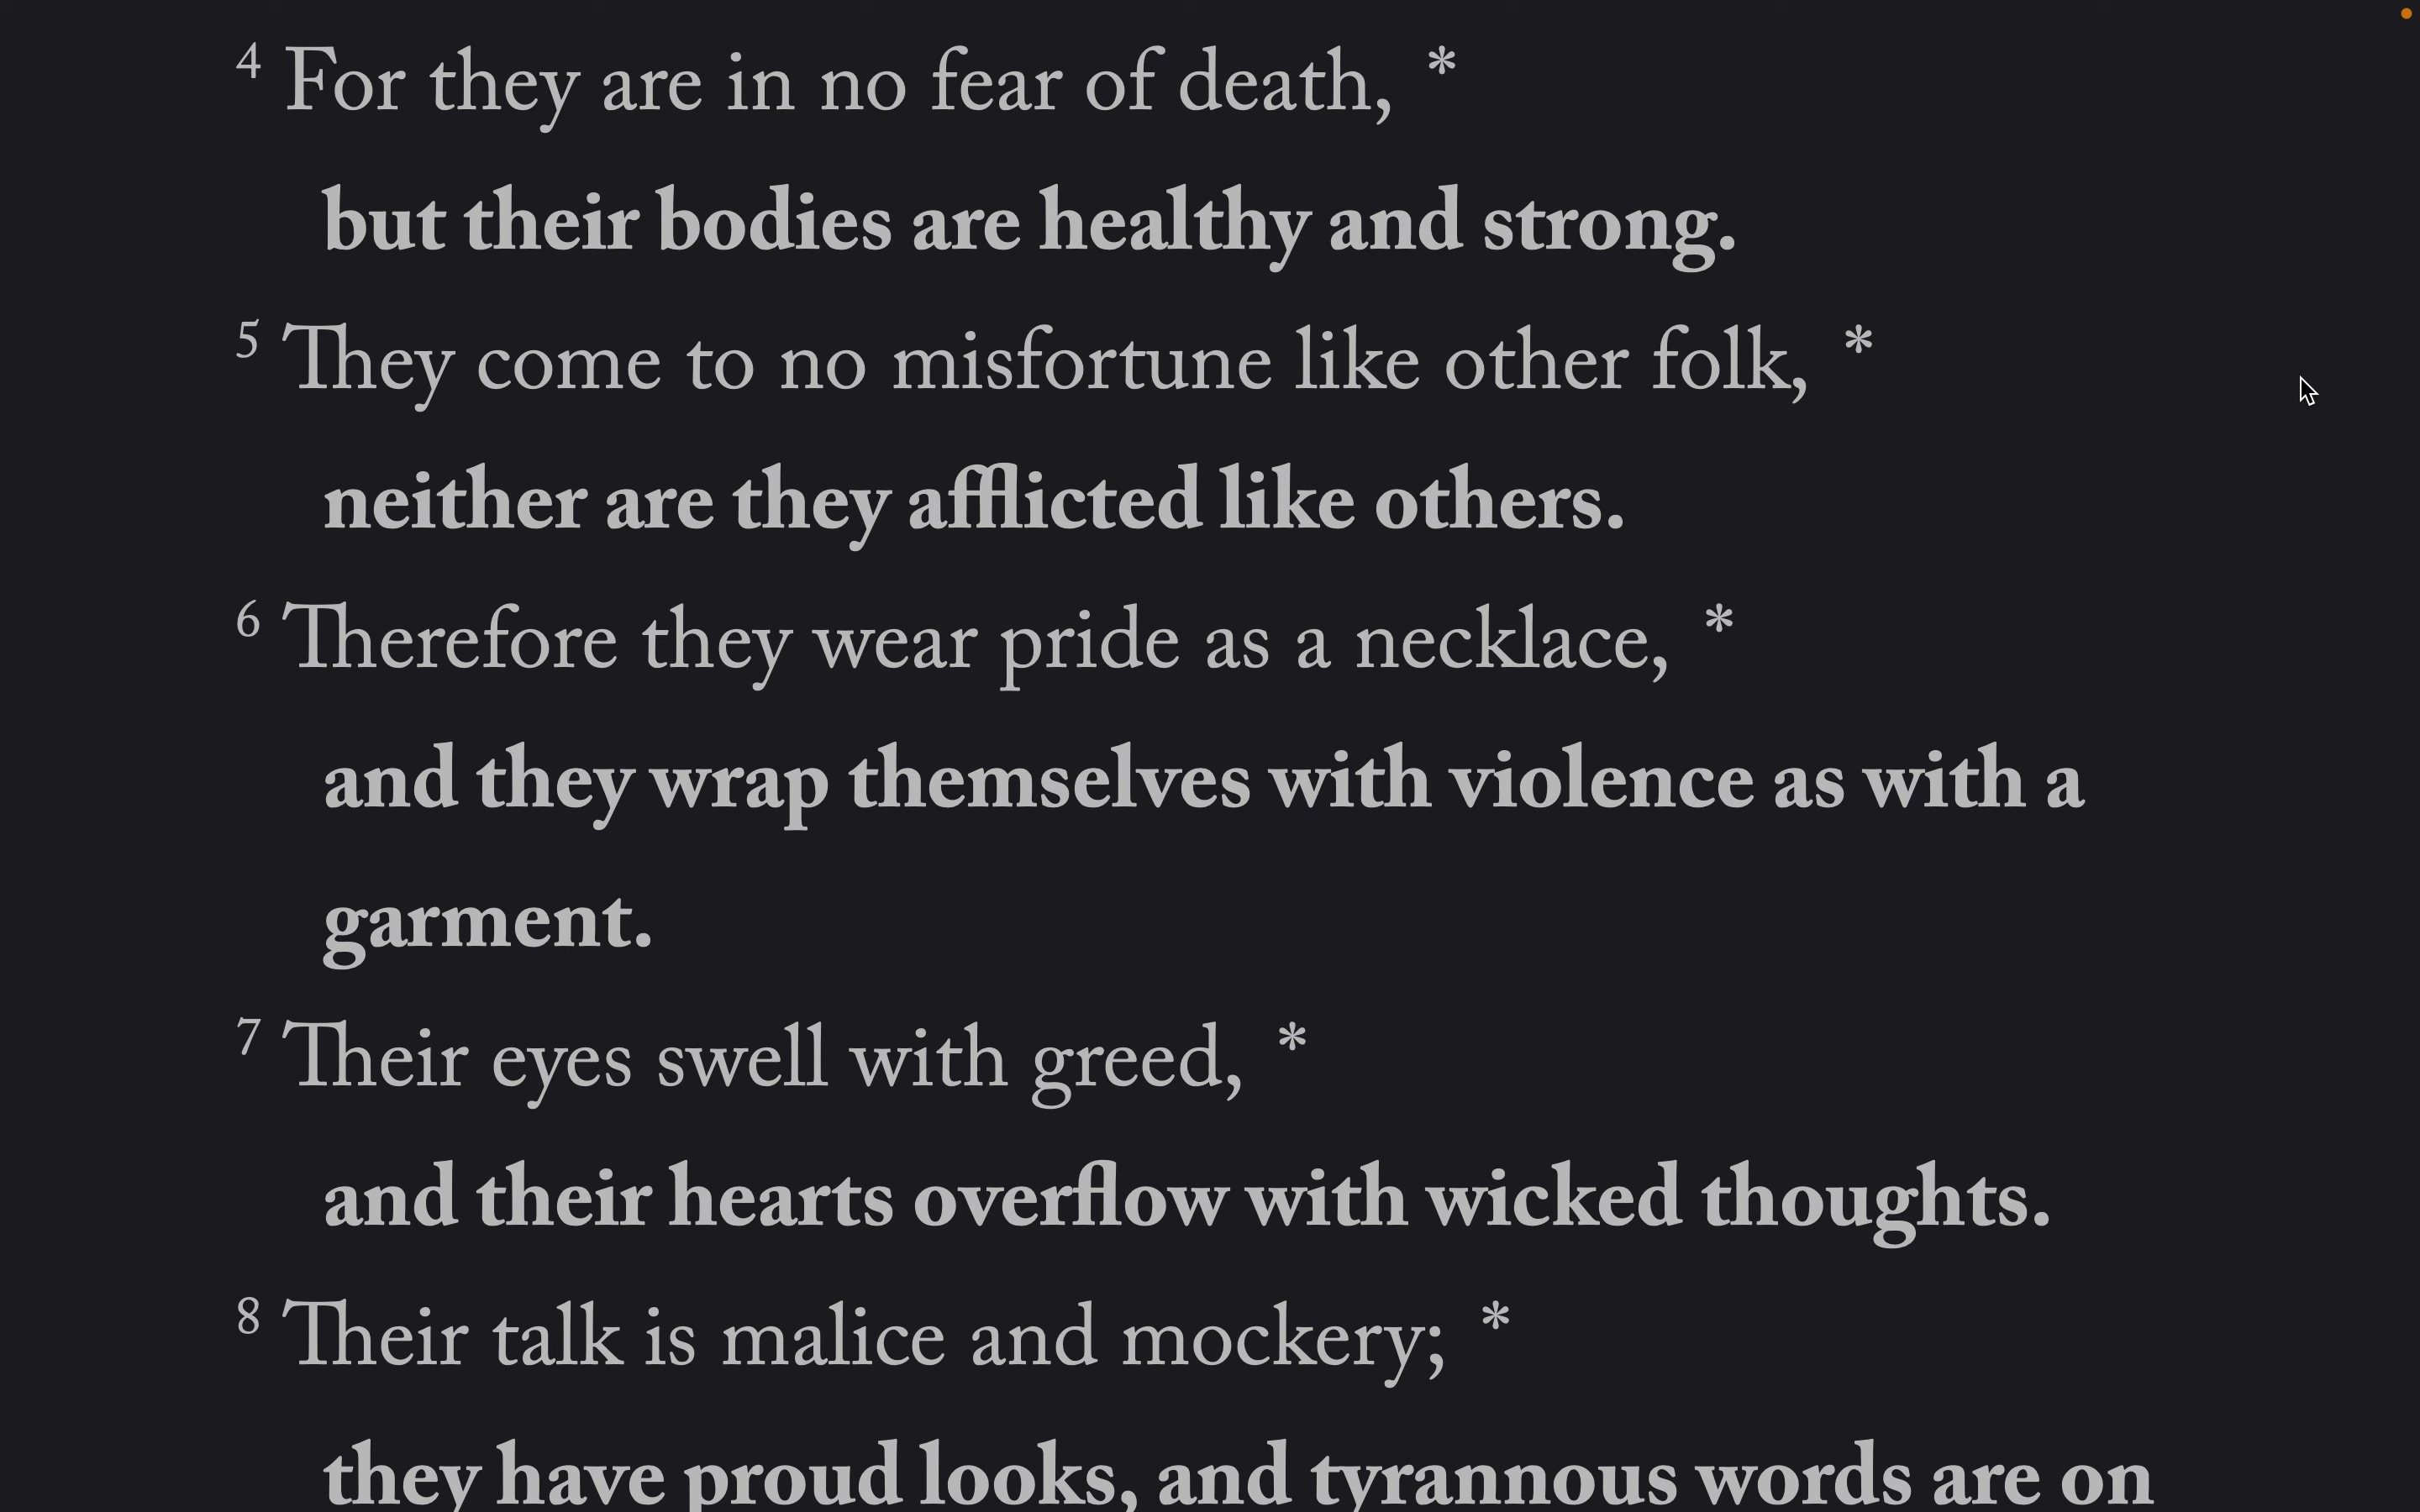 4 For they are in no fear of death, *
but their bodies are healthy and strong.
5 They come to no misfortune like other folk, *
neither are they afflicted like others.
6 Therefore they wear pride as a necklace, *
and they wrap themselves with violence as with a
garment.
7 Their eyes swell with greed, *
and their hearts overflow with wicked thoughts.
8 Their talk is malice and mockery; *
they have proud looks, and tyrannous words are on